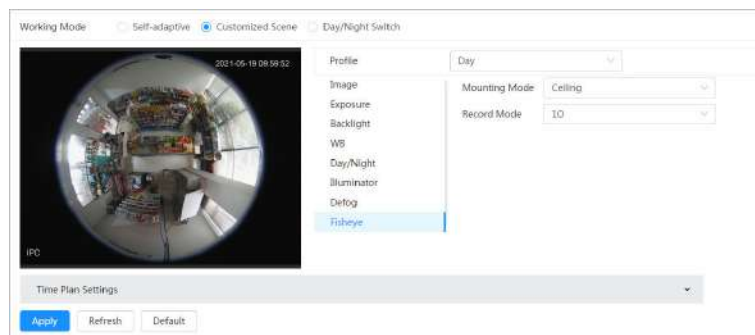 Working Mode Self-adaptive Customized Scene Day/Night Switch
2021-05-19 09:59:52
IPC
Profile Day
Image
Exposure
Backlight
WB
Day/Night
Illuminator
Defog
Fisheye
Mounting Mode Ceiling
Record Mode 1O
Time Plan Settings
Apply Refresh Default